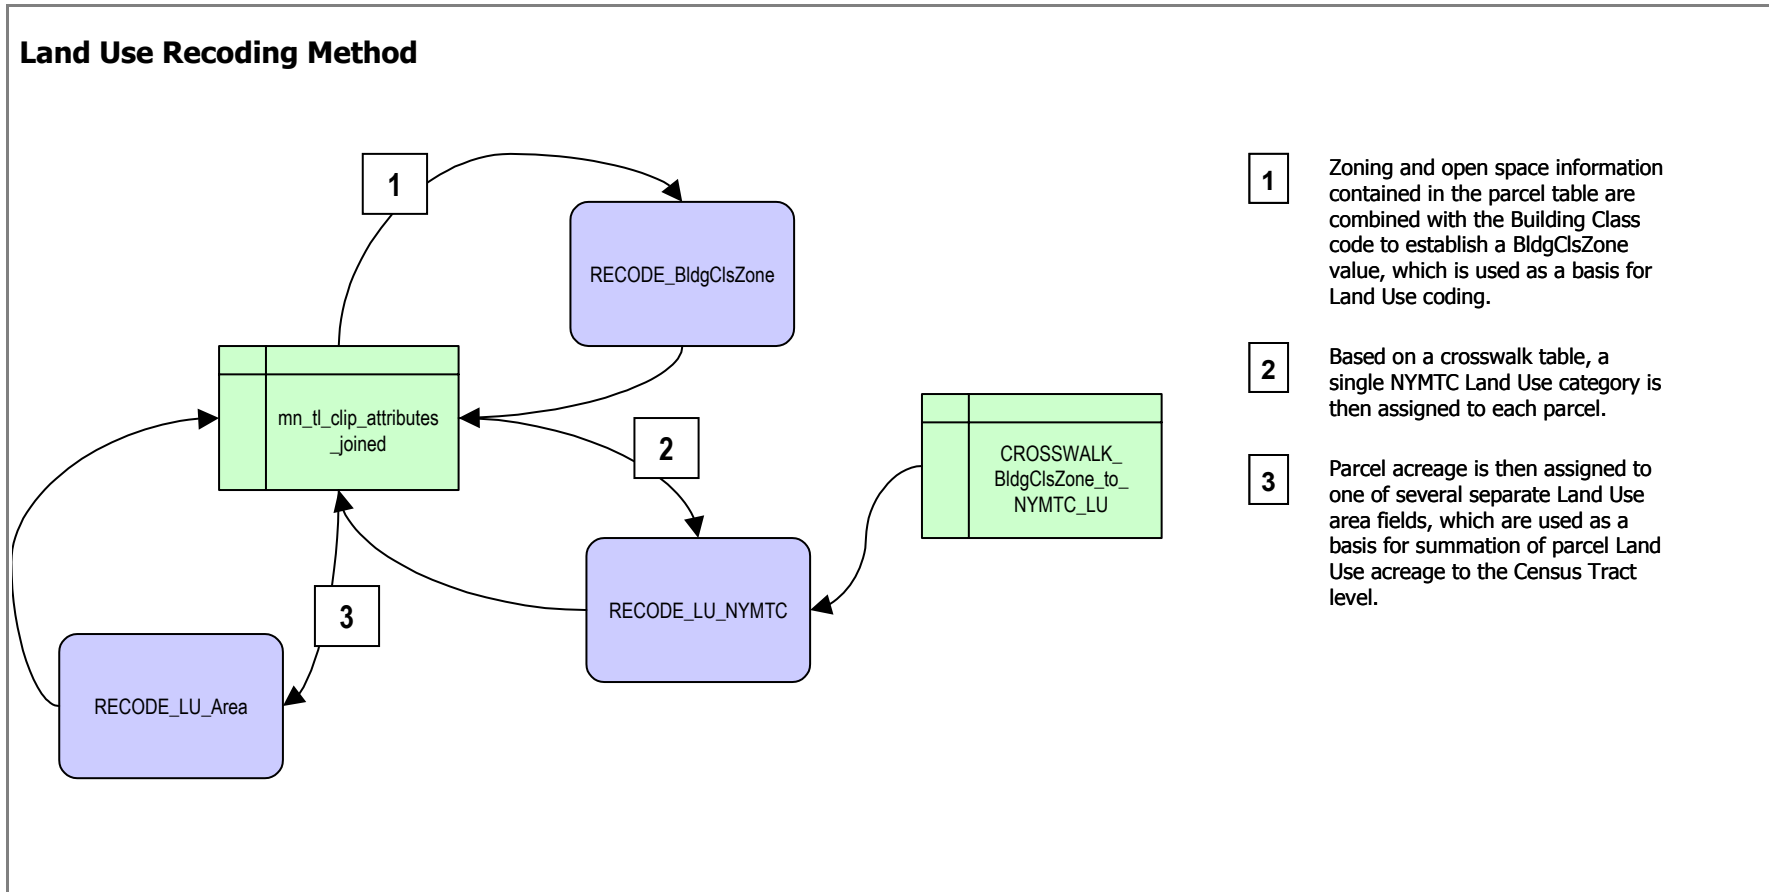 Land Use Recoding Method
1
RECODE_BldgClsZone
mn_tl_clip_attributes
_joined
2
CROSSWALK_
BldgClsZone_to_
NYMTC_LU
RECODE_LU_NYMTC
3
RECODE_LU_Area
1
Zoning and open space information
contained in the parcel table are
combined with the Building Class
code to establish a BldgClsZone
value, which is used as a basis for
Land Use coding.
2
Based on a crosswalk table, a
single NYMTC Land Use category is
then assigned to each parcel.
3
Parcel acreage is then assigned to
one of several separate Land Use
area fields, which are used as a
basis for summation of parcel Land
Use acreage to the Census Tract
level.